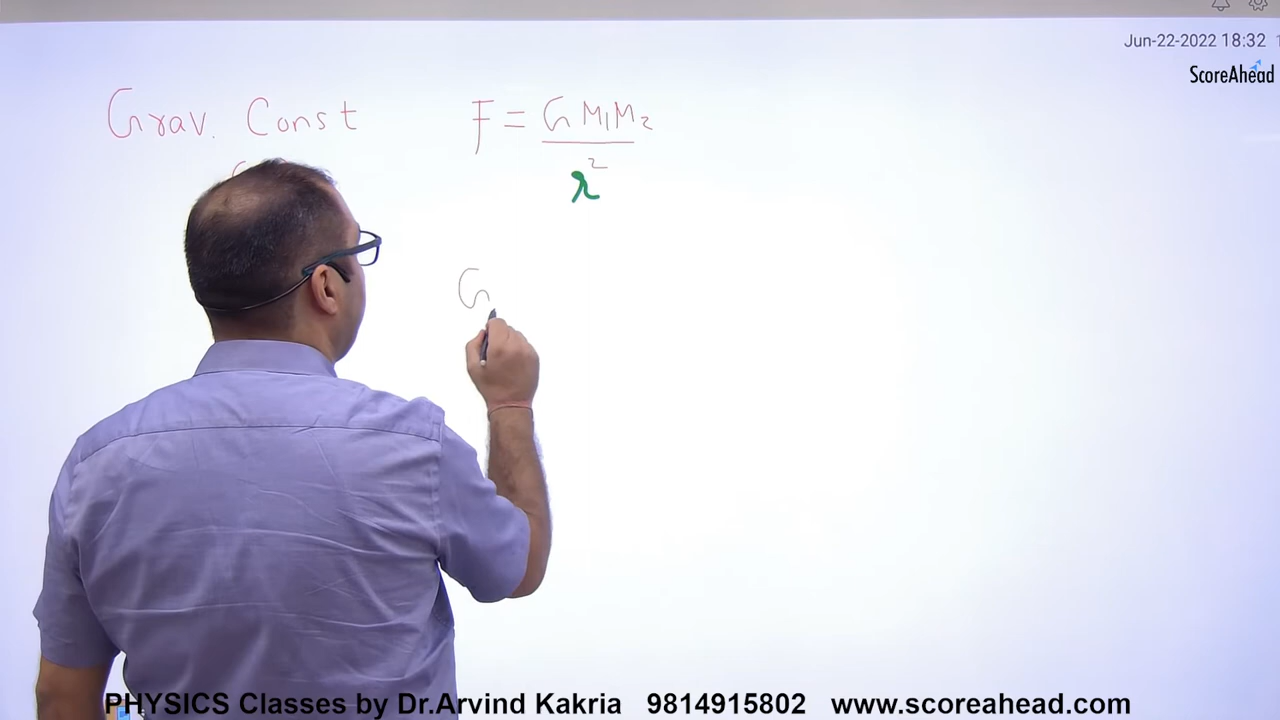 Jun-22-2022 18:32
ScoreAhead
Grav. Const
F = G M1M2
r²
G
PHYSICS Classes by Dr.Arvind Kakria 9814915802 www.scoreahead.com